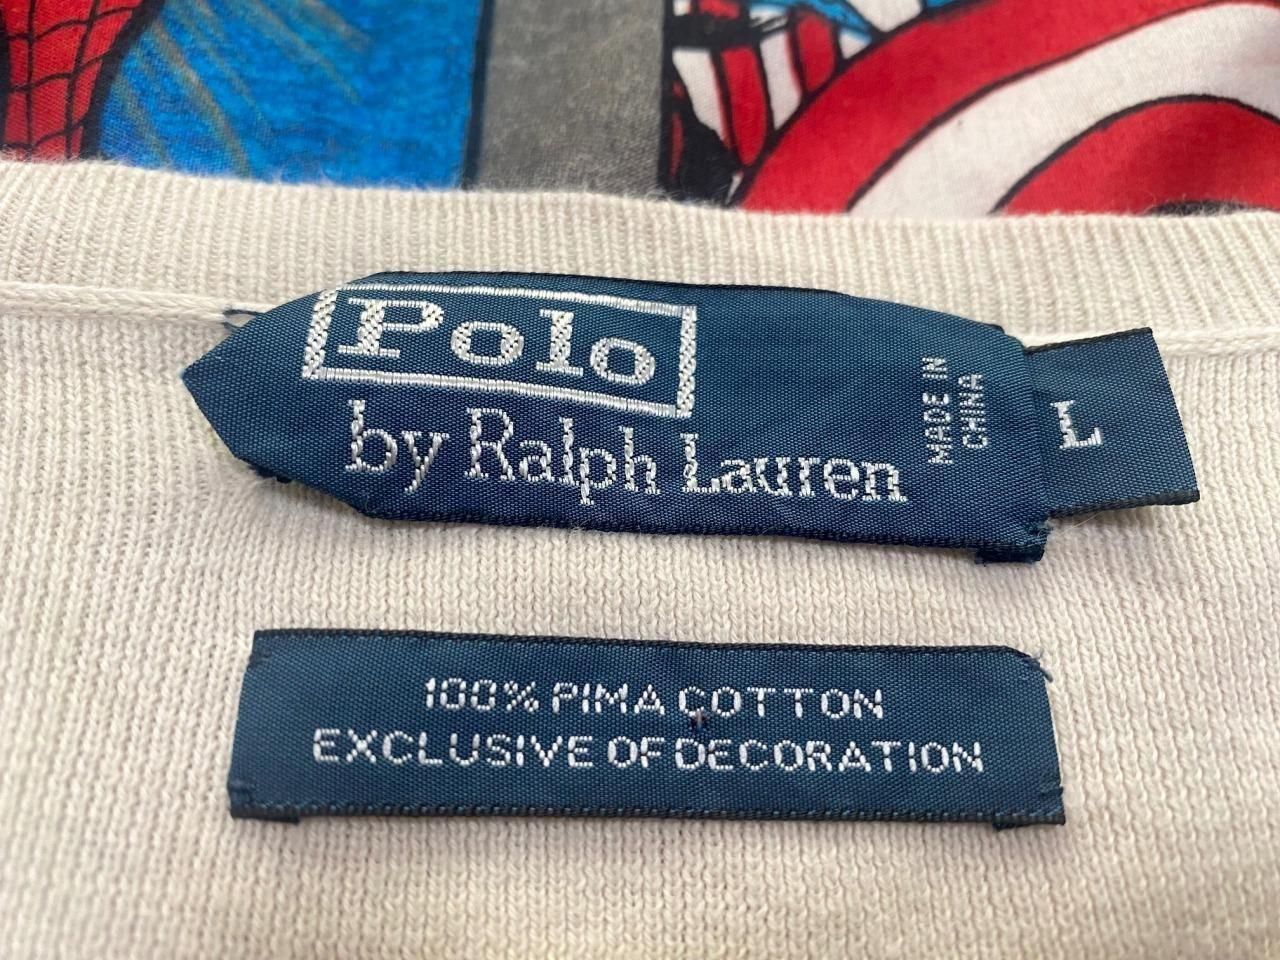 Polo
by Ralph Lauren
MADE IN
CHINA
L
100% PIMA COTTON
EXCLUSIVE OF DECORATION